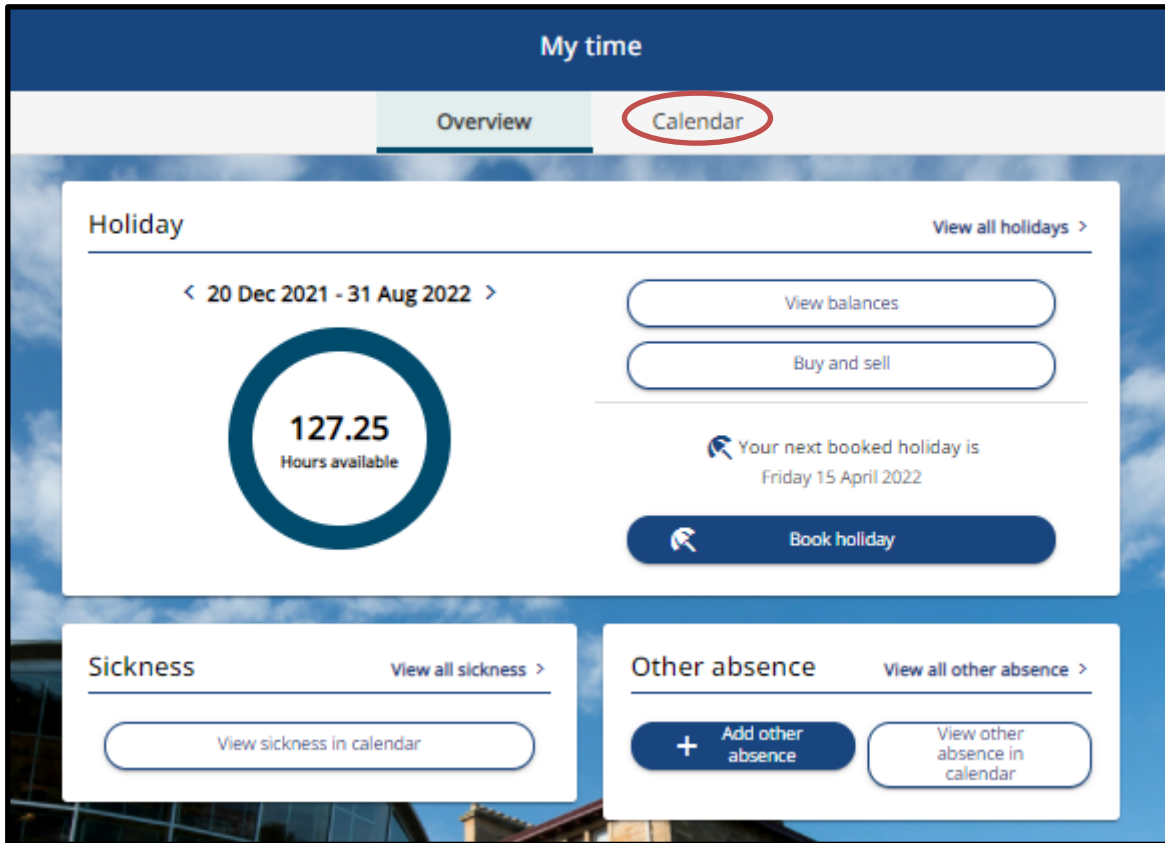 My time
Overview
Calendar
Holiday
View all holidays >
< 20 Dec 2021 - 31 Aug 2022 >
127.25
Hours available
View balances
Buy and sell
Your next booked holiday is
Friday 15 April 2022
Book holiday
Sickness
View all sickness >
View sickness in calendar
Other absence
View all other absence >
+ Add other
absence
View other
absence in
calendar